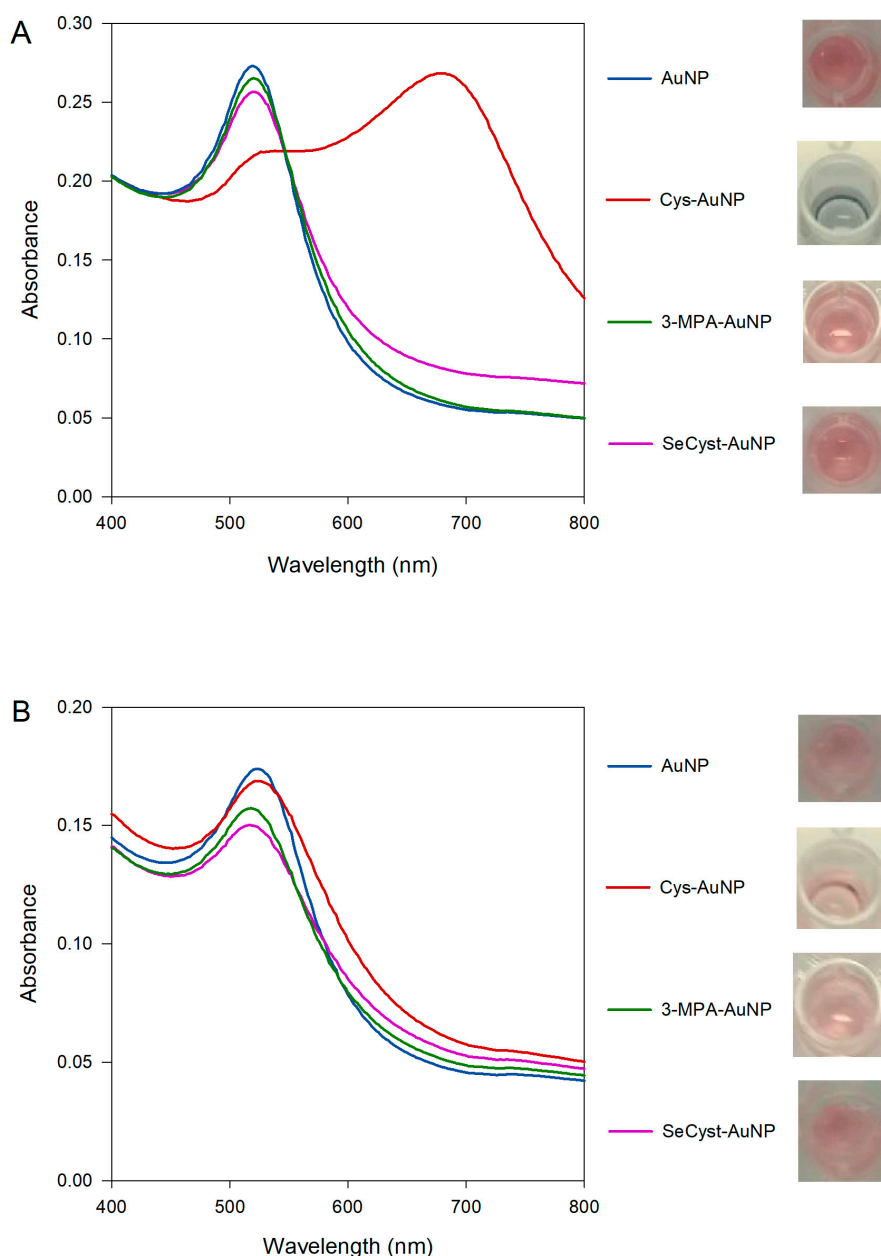 A
0.30
0.25
0.20
0.15
0.10
0.05
0.00
Absorbance
400
500
600
700
800
Wavelength (nm)
AuNP
Cys-AuNP
3-MPA-AuNP
SeCyst-AuNP
B
0.20
0.15
0.10
0.05
0.00
Absorbance
400
500
600
700
800
Wavelength (nm)
AuNP
Cys-AuNP
3-MPA-AuNP
SeCyst-AuNP